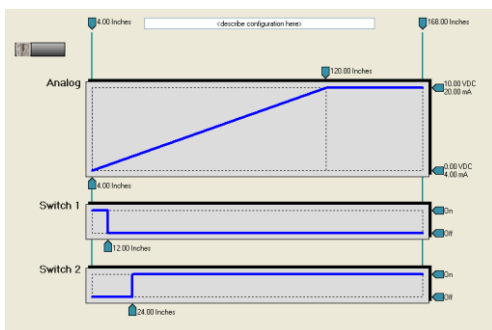 4.00 Inches
(describe configuration here)
168.00 Inches
120.00 Inches
Analog
10.00 VDC
20.00 mA
0.00 VDC
4.00 mA
4.00 Inches
Switch 1
On
Off
12.00 Inches
Switch 2
On
Off
24.00 Inches